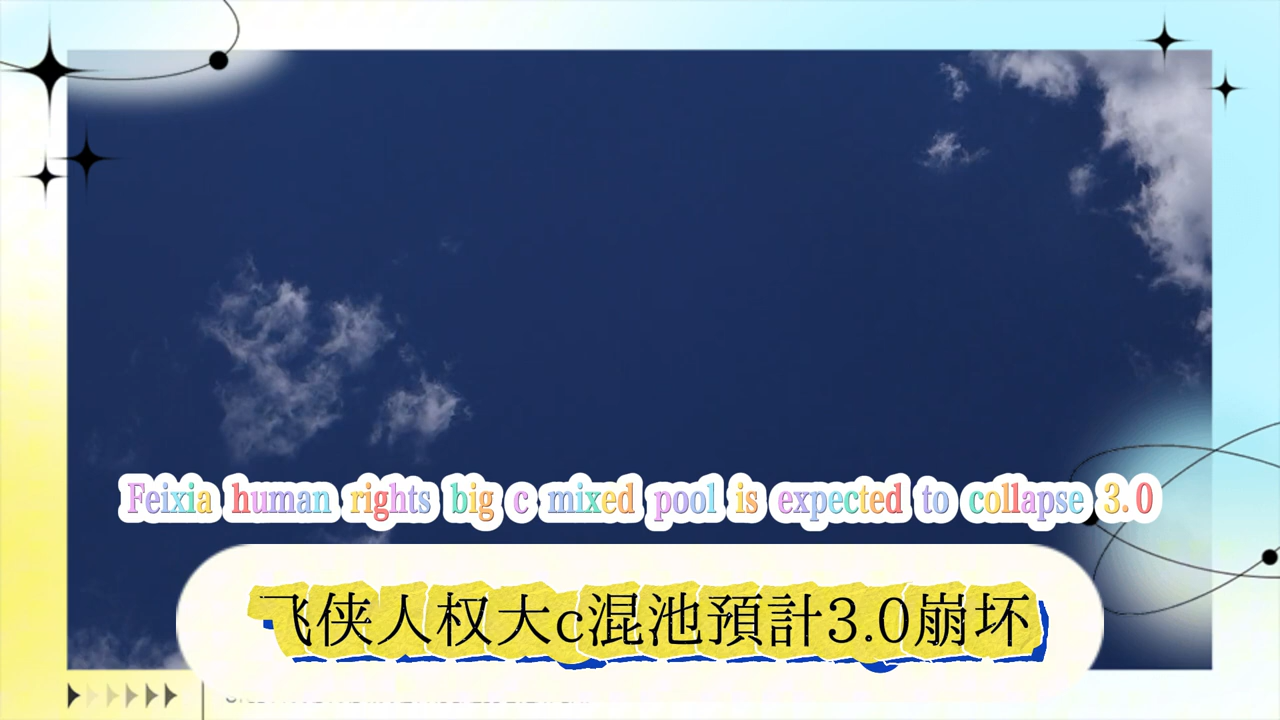 Feixia human rights big c mixed pool is expected to collapse 3.0
飞侠人权大c混池預計3.0崩坏